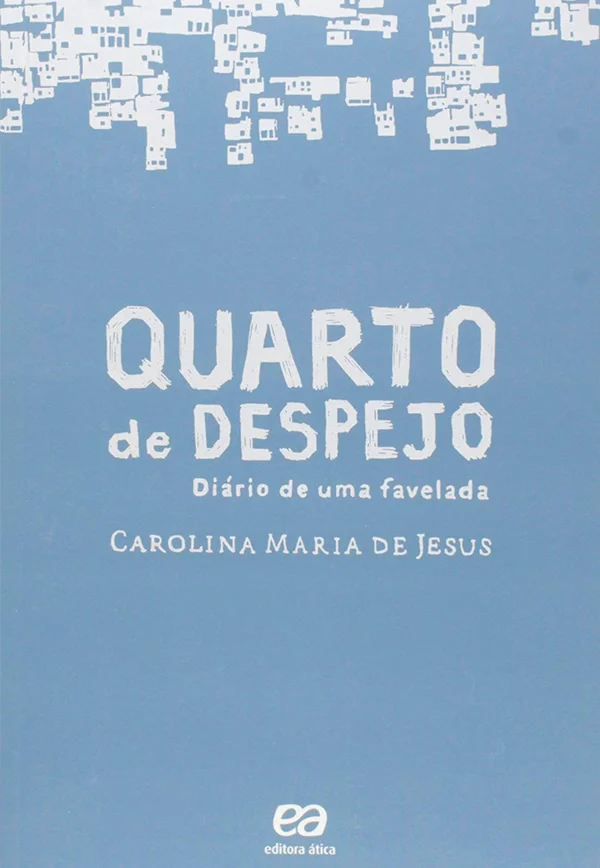 QUARTO
de DESPEJO
Diário de uma favelada
CAROLINA MARIA DE JESUS
ea
editora ática